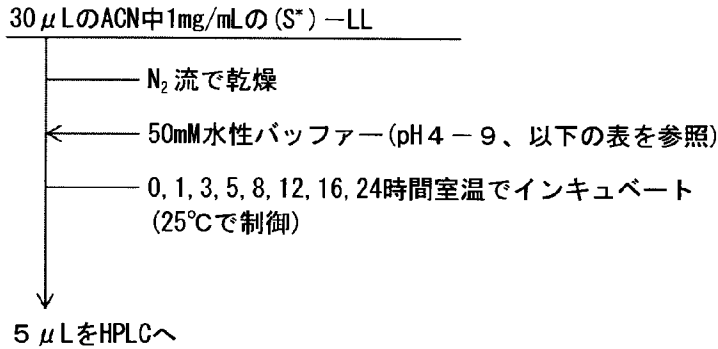 30μLのACN中1mg/mLの(S*)−LL
N2流で乾燥
50mM水性バッファー(pH4−9、以下の表を参照)
0,1,3,5,8,12,16,24時間室温でインキュベート
(25℃で制御)
5μLをHPLCへ